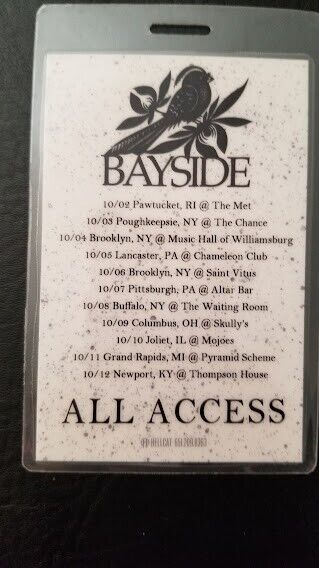 BAYSIDE
10/02 Pawtucket, RI @ The Met
10/03 Poughkeepsie, NY @ The Chance
10/04 Brooklyn, NY @ Music Hall of Williamsburg
10/05 Lancaster, PA @ Chameleon Club
10/06 Brooklyn, NY @ Saint Vitus
10/07 Pittsburgh, PA @ Altar Bar
10/08 Buffalo, NY @ The Waiting Room
10/09 Columbus, OH @ Skully's
10/10 Joliet, IL @ Mojoes
10/11 Grand Rapids, MI @ Pyramid Scheme
10/12 Newport, KY @ Thompson House
ALL ACCESS
HELLCAT